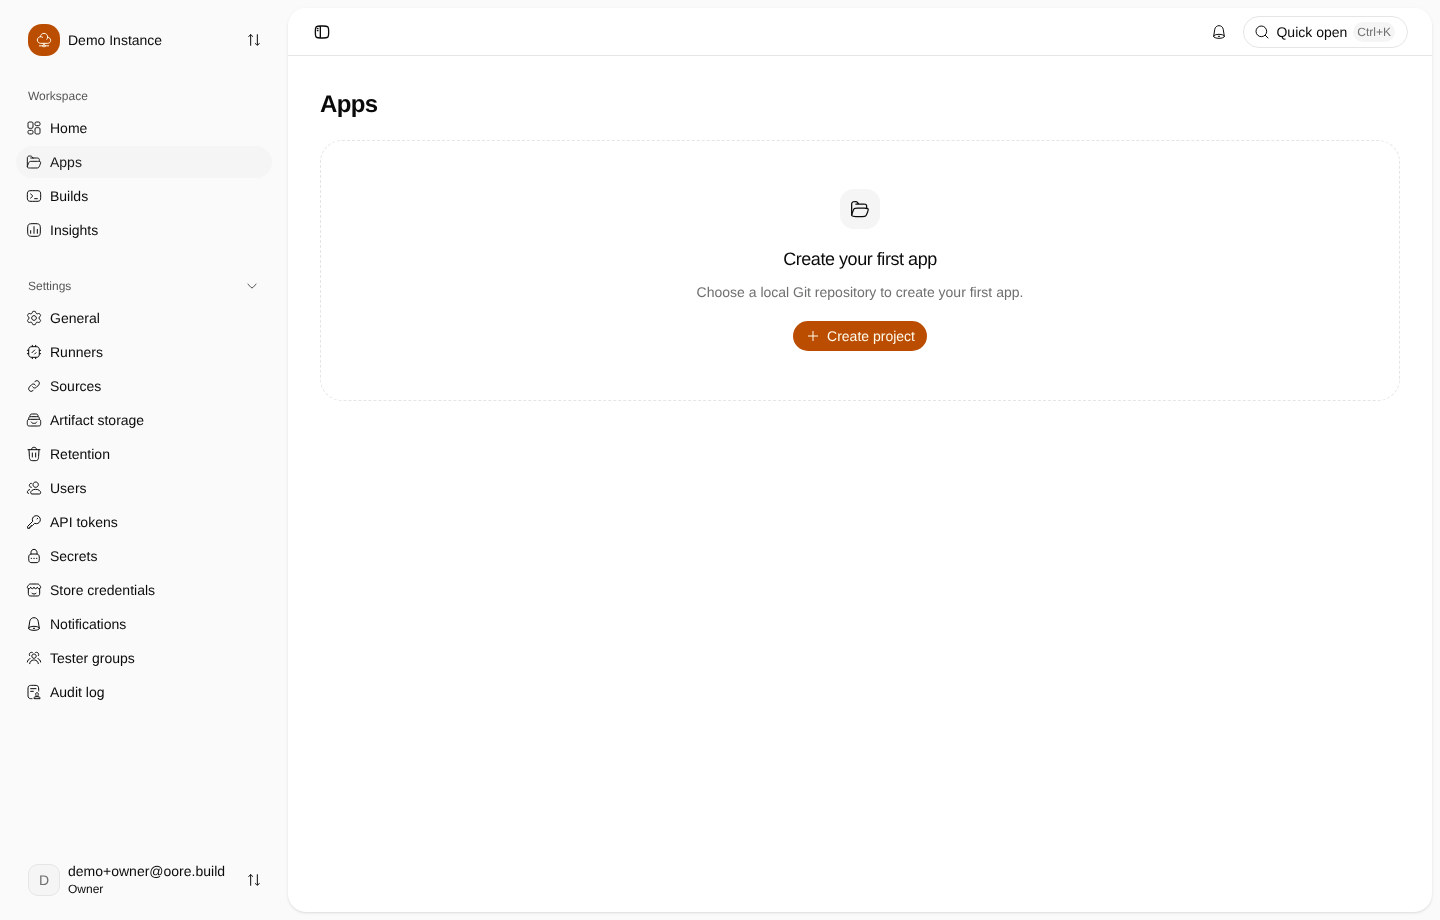 Demo Instance
Workspace
Home
Apps
Builds
Insights
Settings
General
Runners
Sources
Artifact storage
Retention
Users
API tokens
Secrets
Store credentials
Notifications
Tester groups
Audit log
D
demo+owner@oore.build
Owner
Quick open Ctrl+K
Apps
Create your first app
Choose a local Git repository to create your first app.
Create project